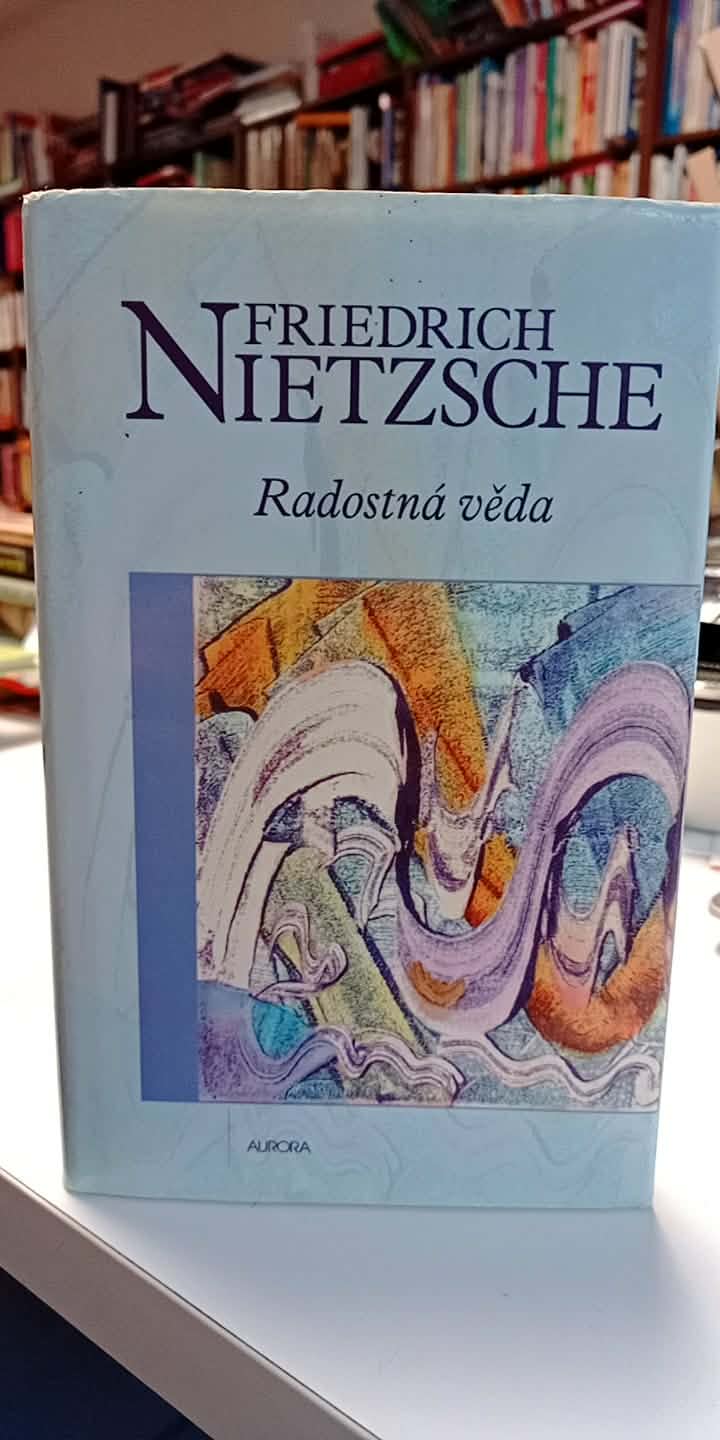 FRIEDRICH
NIETZSCHE
Radostná věda
AURORA